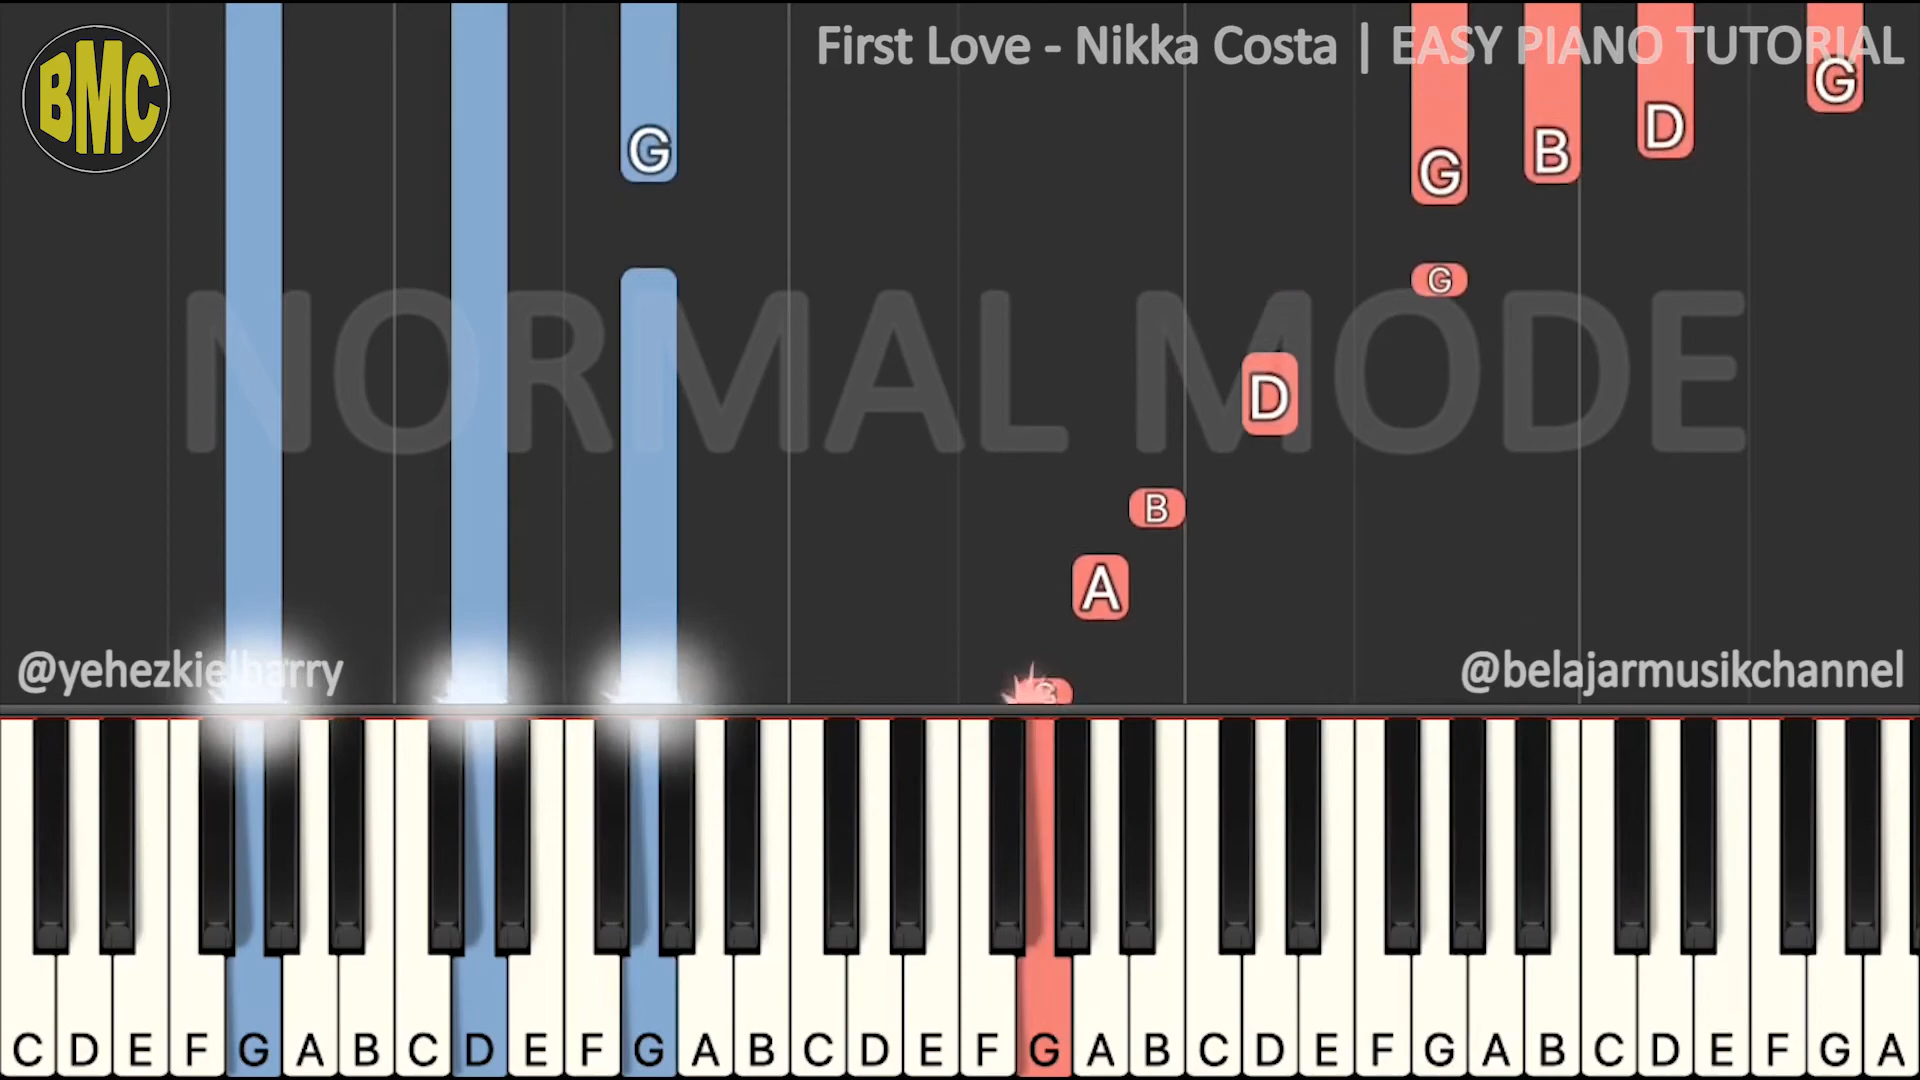 BMC
First Love - Nikka Costa | EASY PIANO TUTORIAL
G
G
B
D
G
G
NORMAL MODE
D
B
A
G
@yehezkielharry
@belajarmusikchannel
C D E F G A B C D E F G A B C D E F G A B C D E F G A B C D E F G A